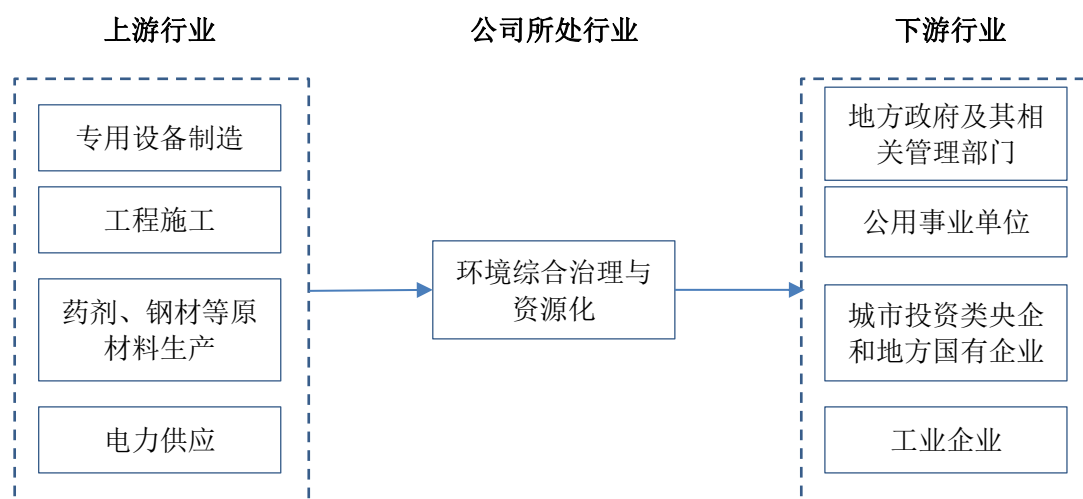 上游行业
公司所处行业
下游行业
专用设备制造
工程施工
药剂、钢材等原
材料生产
电力供应
环境综合治理与
资源化
地方政府及其相
关管理部门
公用事业单位
城市投资类央企
和地方国有企业
工业企业